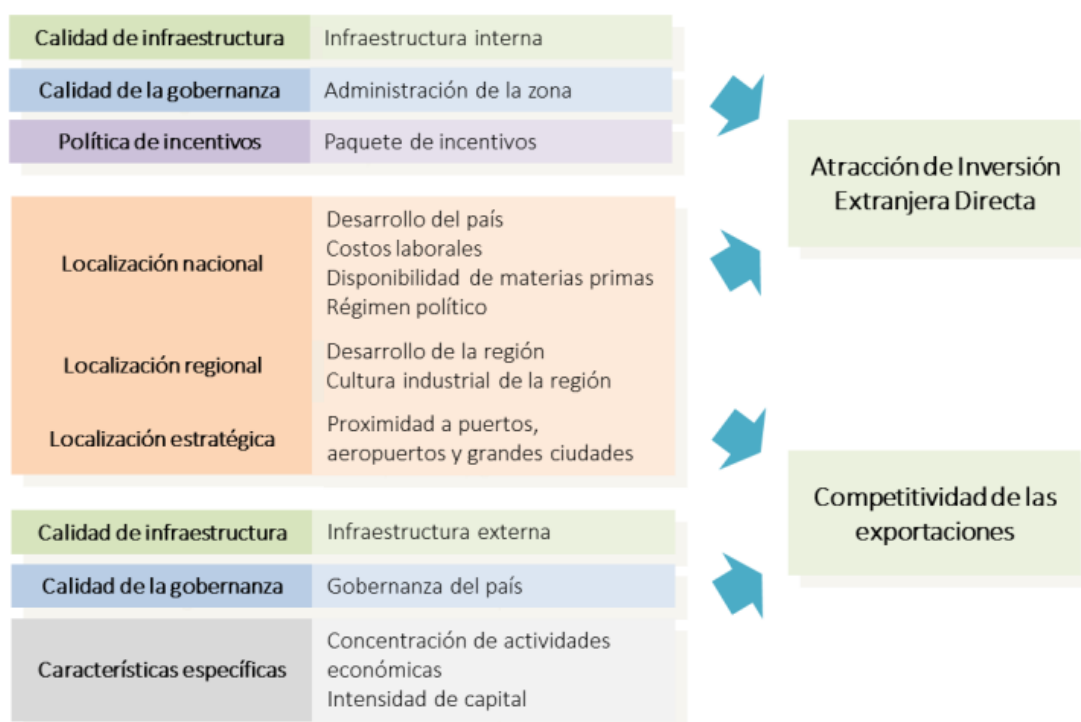 Calidad de infraestructura
Infraestructura interna
Calidad de la gobernanza
Administración de la zona
Política de incentivos
Paquete de incentivos
Localización nacional
Desarrollo del país
Costos laborales
Disponibilidad de materias primas
Régimen político
Localización regional
Desarrollo de la región
Cultura industrial de la región
Localización estratégica
Proximidad a puertos,
aeropuertos y grandes ciudades
Calidad de infraestructura
Infraestructura externa
Calidad de la gobernanza
Gobernanza del país
Características específicas
Concentración de actividades
económicas
Intensidad de capital
Atracción de Inversión
Extranjera Directa
Competitividad de las
exportaciones